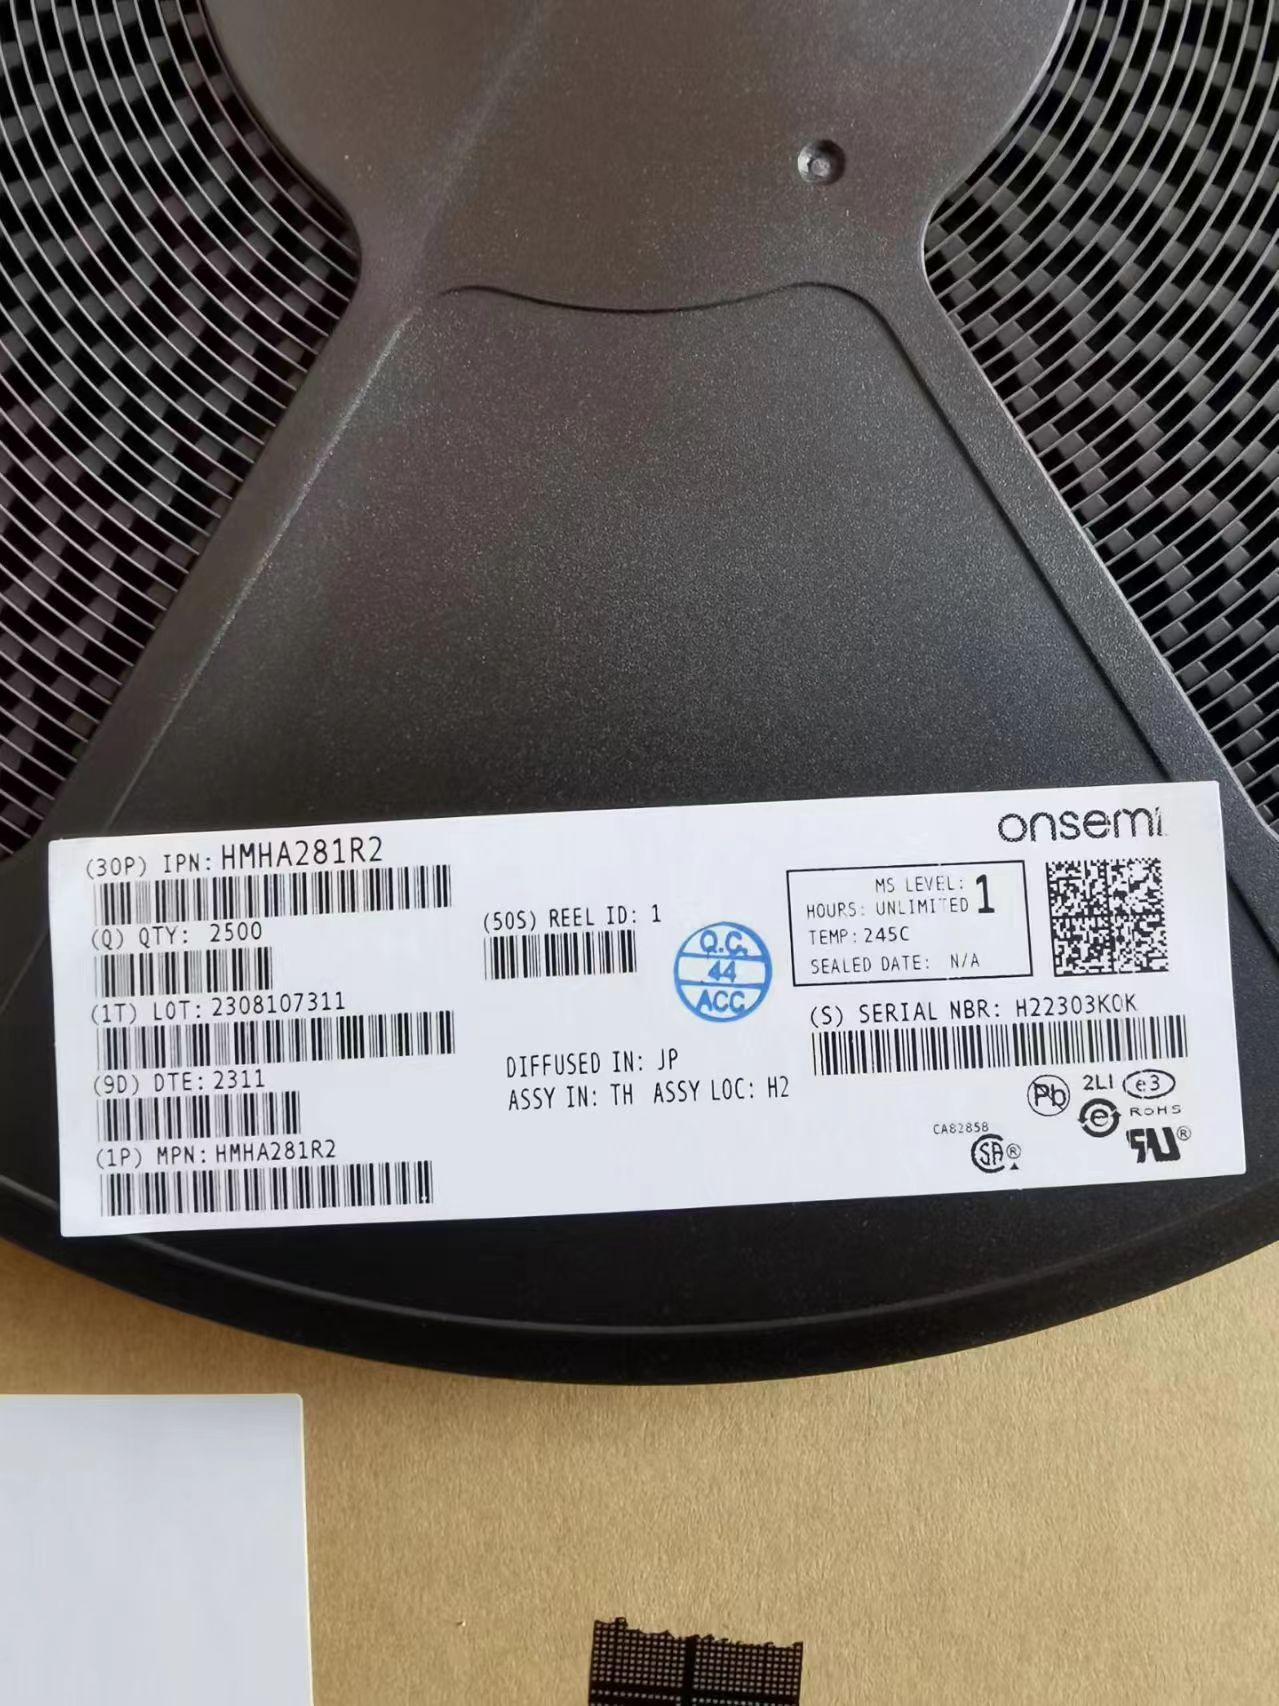 onsemi
(30P) IPN: HMHA281R2
(Q) QTY: 2500
(1T) LOT: 2308107311
(9D) DTE: 2311
(1P) MPN: HMHA281R2
(50S) REEL ID: 1
Q.C.
44
ACC
DIFFUSED IN: JP
ASSY IN: TH ASSY LOC: H2
MS LEVEL: 1
HOURS: UNLIMITED
TEMP: 245C
SEALED DATE: N/A
(S) SERIAL NBR: H22303K0K
Pb 2LI e3
e ROHS
CA82858
SA®
RU®